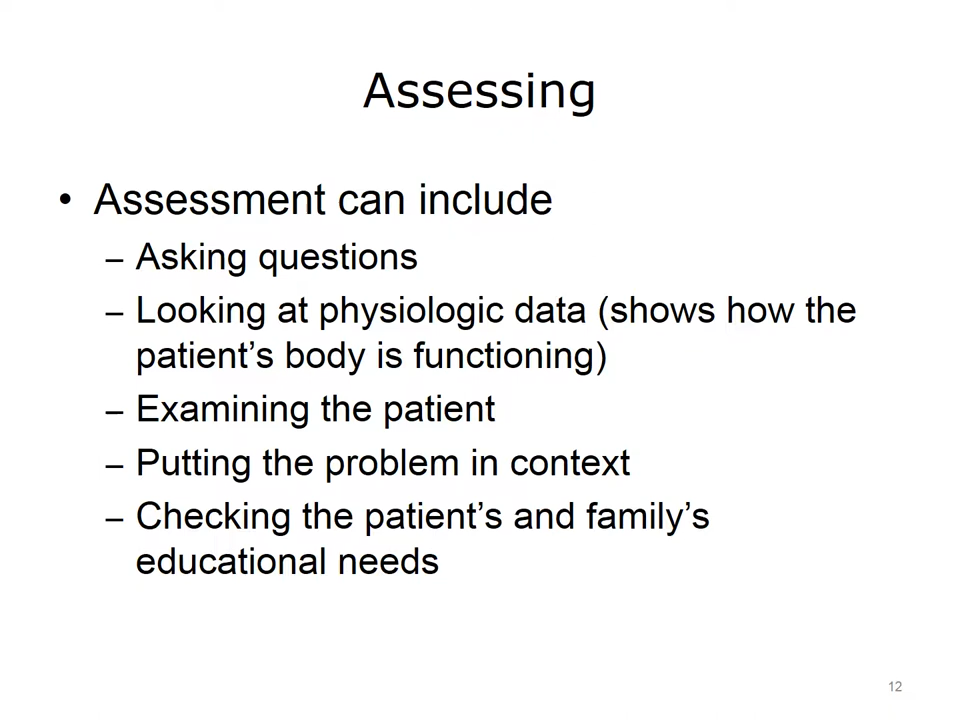 Assessing
• Assessment can include
– Asking questions
– Looking at physiologic data (shows how the
patient’s body is functioning)
– Examining the patient
– Putting the problem in context
– Checking the patient’s and family’s
educational needs
12